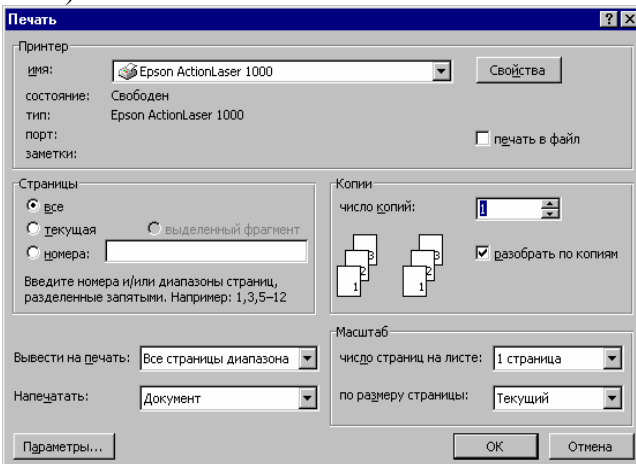 Печать
Принтер
имя: Epson ActionLaser 1000 Свойства
состояние: Свободен
тип: Epson ActionLaser 1000
порт: печать в файл
заметки:
Страницы
все
текущая выделенный фрагмент
номера:
Введите номера и/или диапазоны страниц,
разделенные запятыми. Например: 1,3,5–12
Копии
число копий: 1
3 3
2 2
1 1
разобрать по копиям
Вывести на печать: Все страницы диапазона
Напечатать: Документ
Масштаб
число страниц на листе: 1 страница
по размеру страницы: Текущий
Параметры... ОК Отмена